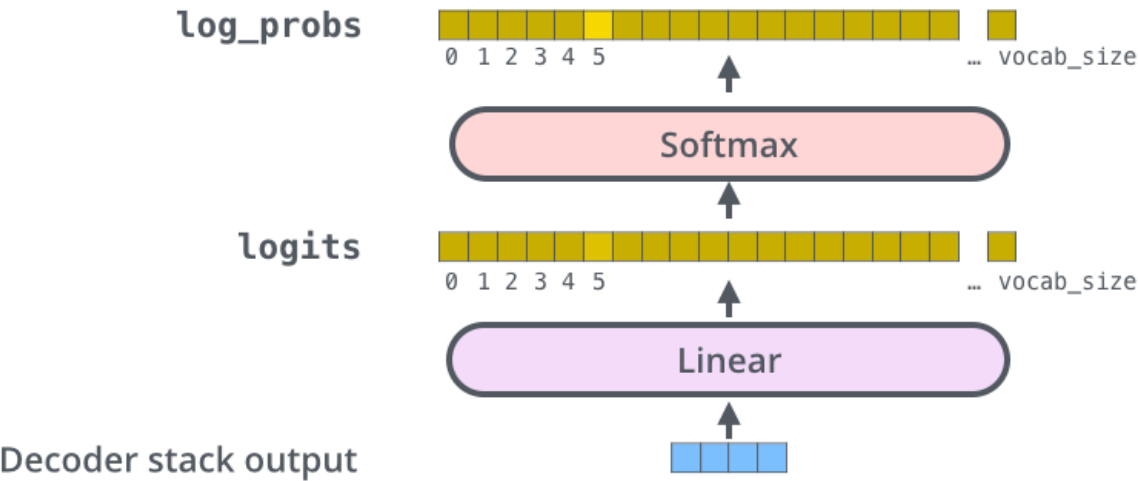 log_probs
0 1 2 3 4 5 … vocab_size
Softmax
logits
0 1 2 3 4 5 … vocab_size
Linear
Decoder stack output